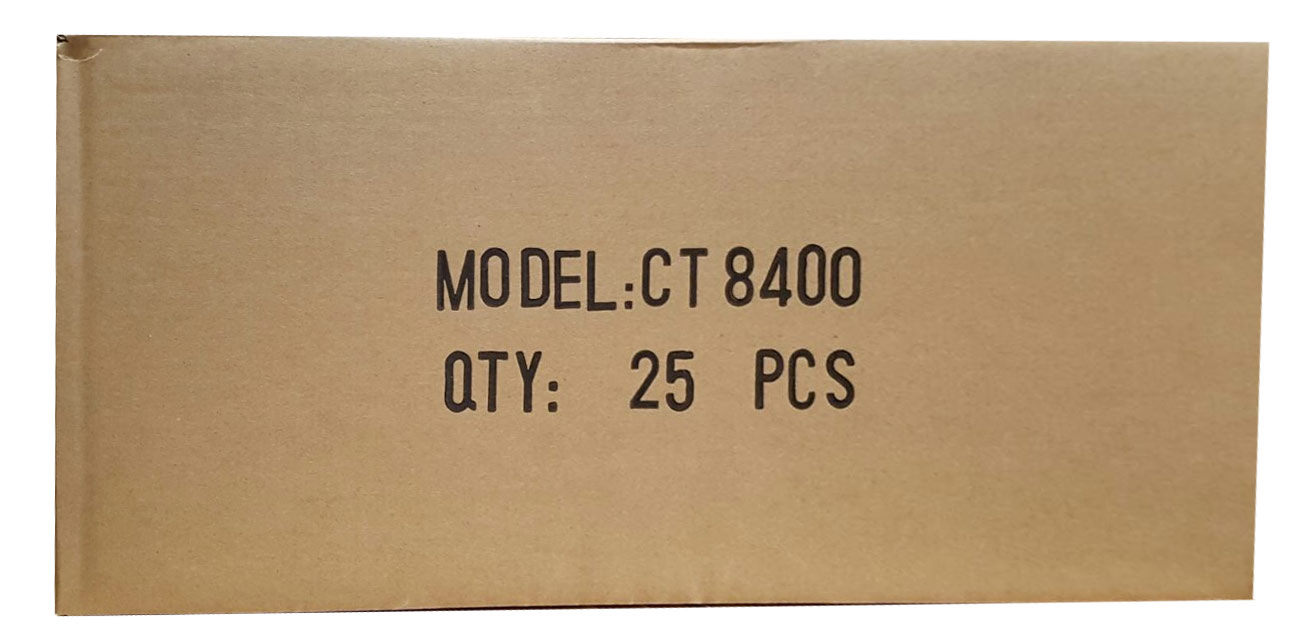 MODEL:CT 8400
QTY: 25 PCS